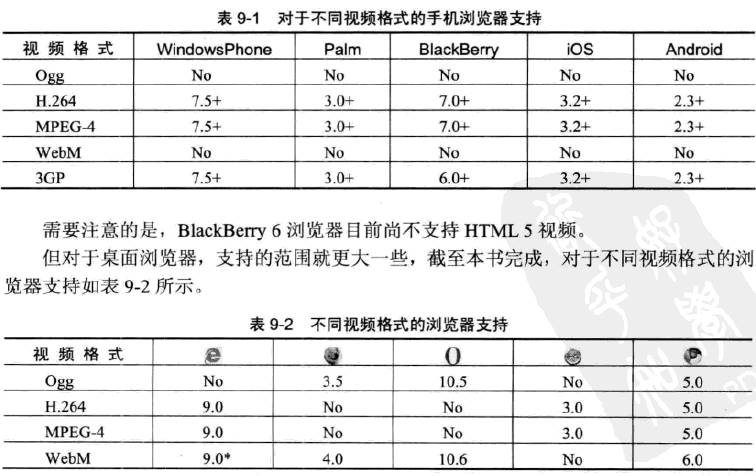 表 9-1 对于不同视频格式的手机浏览器支持
视频格式 WindowsPhone Palm BlackBerry iOS Android
Ogg No No No No No
H.264 7.5+ 3.0+ 7.0+ 3.2+ 2.3+
MPEG-4 7.5+ 3.0+ 7.0+ 3.2+ 2.3+
WebM No No No No No
3GP 7.5+ 3.0+ 6.0+ 3.2+ 2.3+
需要注意的是，BlackBerry 6 浏览器目前尚不支持 HTML 5 视频。
但对于桌面浏览器，支持的范围就更大一些，截至本书完成，对于不同视频格式的浏
览器支持如表 9-2 所示。
表 9-2 不同视频格式的浏览器支持
视频格式
Ogg No 3.5 10.5 No 5.0
H.264 9.0 No No 3.0 5.0
MPEG-4 9.0 No No 3.0 5.0
WebM 9.0* 4.0 10.6 No 6.0